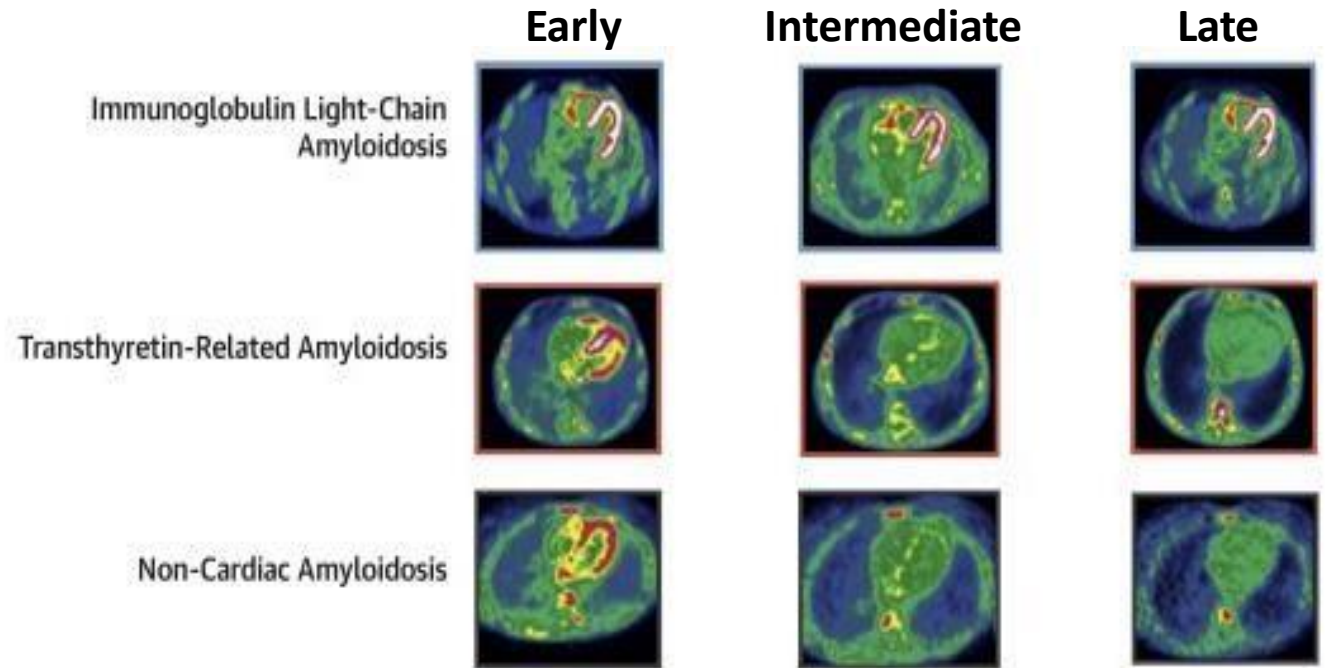 Early Intermediate Late
Immunoglobulin Light-Chain
Amyloidosis
Transthyretin-Related Amyloidosis
Non-Cardiac Amyloidosis